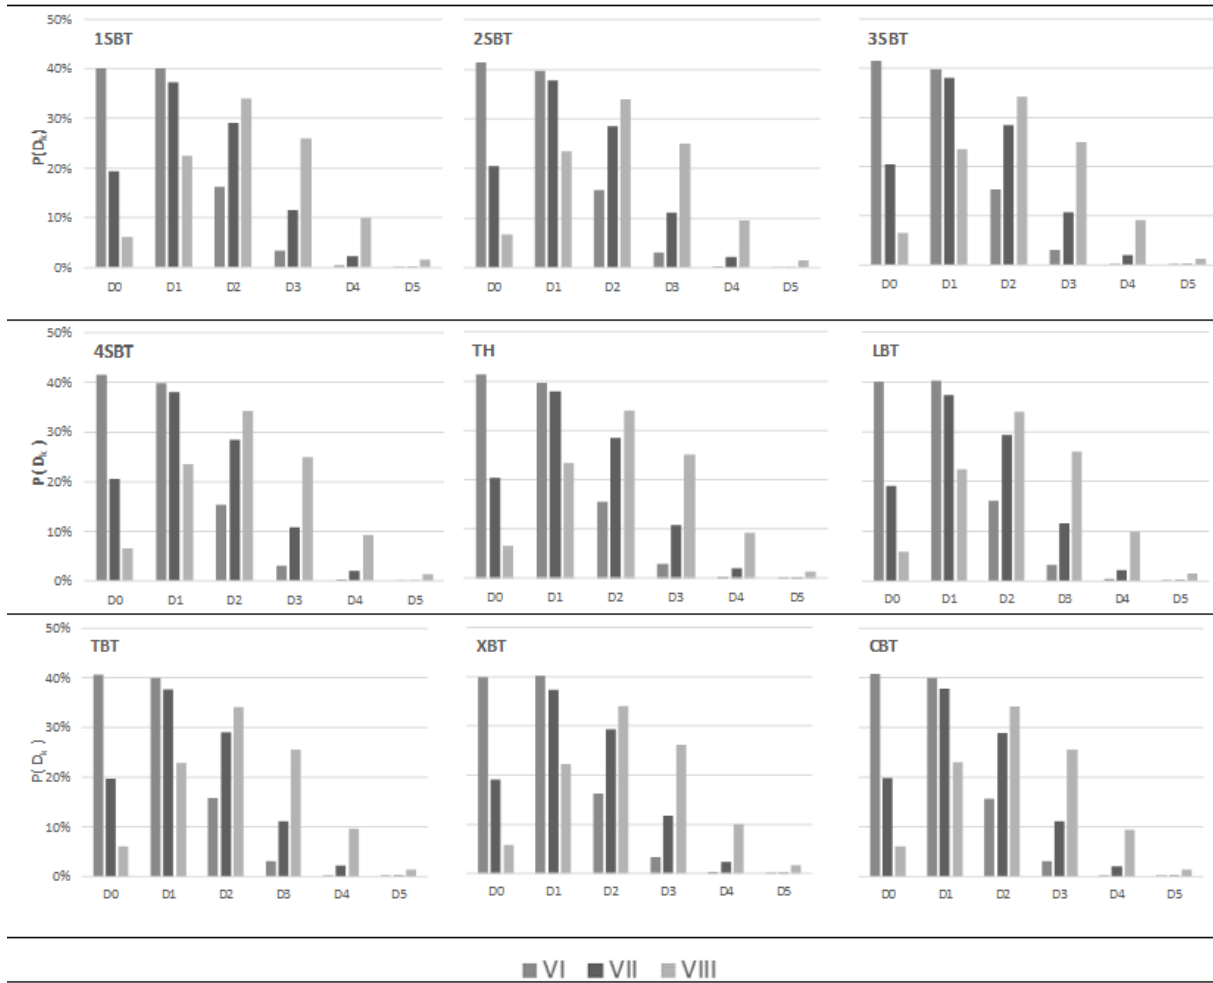 50%
1SBT 2SBT 3SBT
40%
30%
P(Dk)
20%
10%
0%
D0 D1 D2 D3 D4 D5 D0 D1 D2 D3 D4 D5 D0 D1 D2 D3 D4 D5
50%
4SBT TH LBT
40%
30%
P(Dk)
20%
10%
0%
D0 D1 D2 D3 D4 D5 D0 D1 D2 D3 D4 D5 D0 D1 D2 D3 D4 D5
50%
TBT XBT CBT
40%
30%
P(Dk)
20%
10%
0%
D0 D1 D2 D3 D4 D5 D0 D1 D2 D3 D4 D5 D0 D1 D2 D3 D4 D5
VI VII VIII